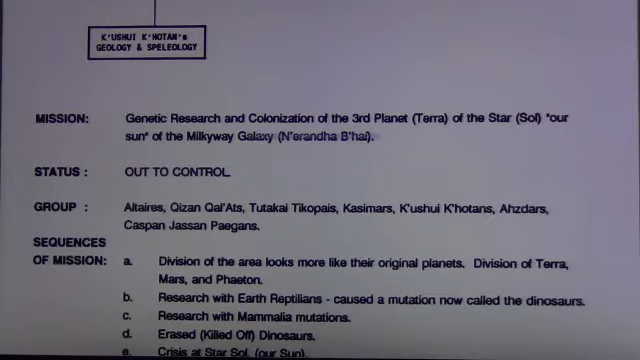 K'USHUI K'HOTAN's
GEOLOGY & SPELEOLOGY
MISSION: Genetic Research and Colonization of the 3rd Planet (Terra) of the Star (Sol) "our
sun" of the Milkyway Galaxy (N'erandha B'hai).
STATUS : OUT TO CONTROL
GROUP : Altaires, Qizan Qal'Ats, Tutakai Tikopais, Kasimars, K'ushui K'hotans, Ahzdars,
Caspan Jassan Paegans.
SEQUENCES
OF MISSION: a. Division of the area looks more like their original planets. Division of Terra,
Mars, and Phaeton.
b. Research with Earth Reptilians - caused a mutation now called the dinosaurs.
c. Research with Mammalia mutations.
d. Erased (Killed Off) Dinosaurs.
e. Crisis at Star Sol, (our Sun)